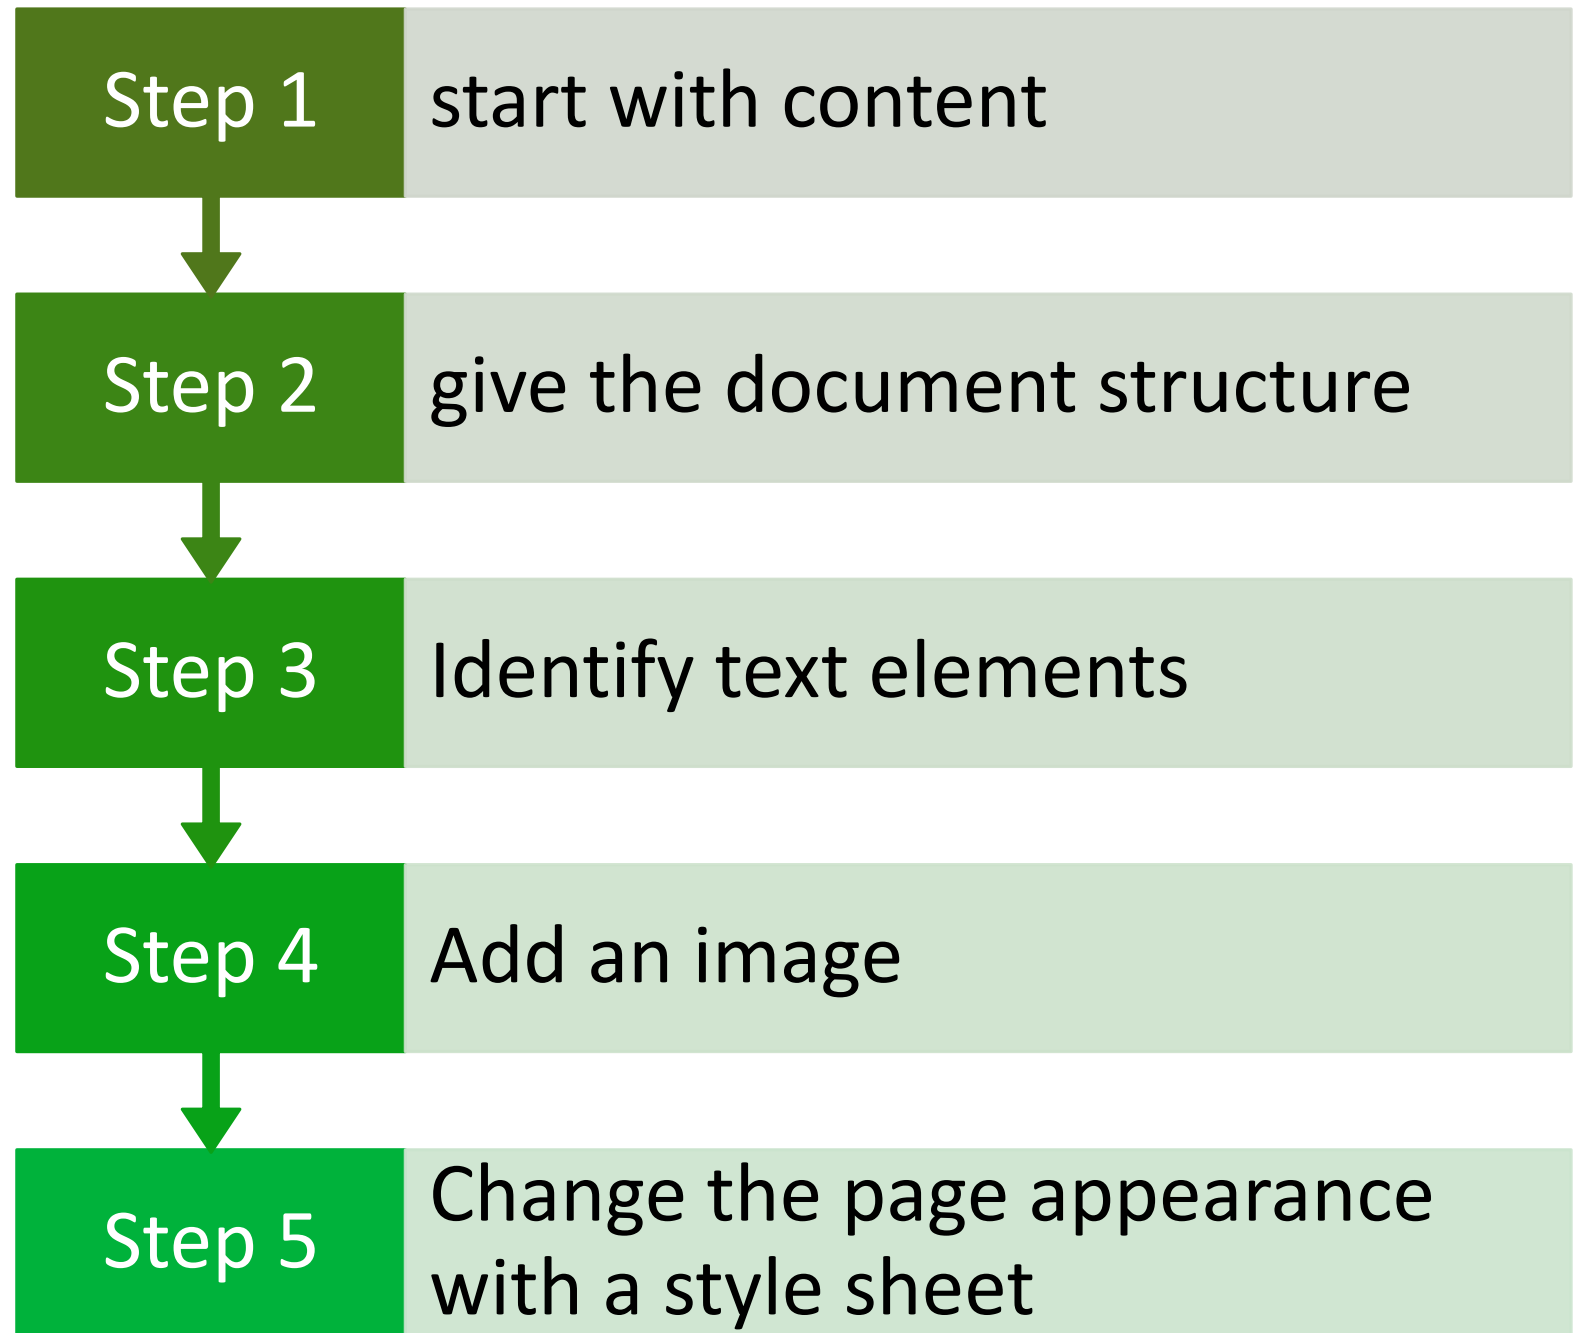 Step 1
start with content
Step 2
give the document structure
Step 3
Identify text elements
Step 4
Add an image
Step 5
Change the page appearance
with a style sheet